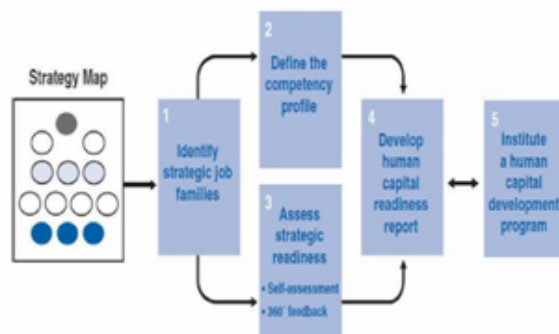 Strategy Map
1
Identify
strategic job
families
2
Define the
competency
profile
3
Assess
strategic
readiness
• Self-assessment
• 360° feedback
4
Develop
human
capital
readiness
report
5
Institute
a human
capital
development
program